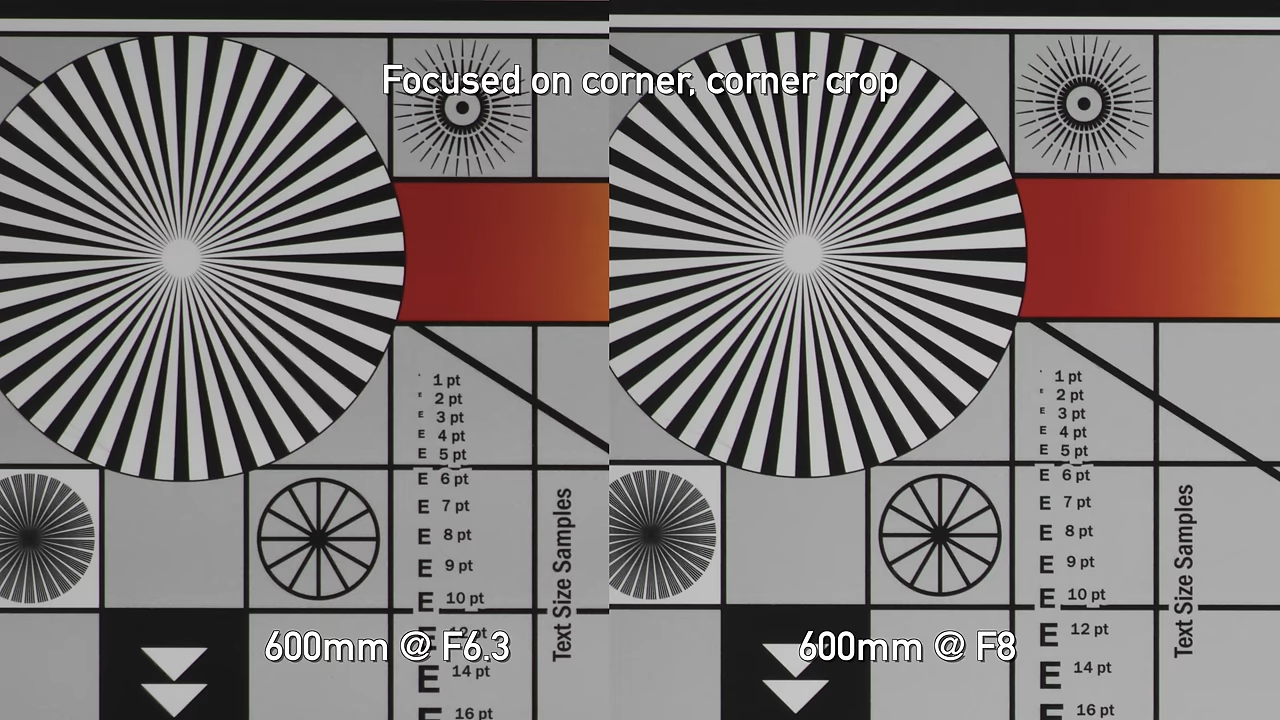 Focused on corner, corner crop
1 pt
E 2 pt
E 3 pt
E 4 pt
E 5 pt
E 6 pt
E 7 pt
E 8 pt
E 9 pt
E 10 pt
E 12 pt
E 14 pt
E 16 pt
Text Size Samples
600mm @ F6.3
1 pt
E 2 pt
E 3 pt
E 4 pt
E 5 pt
E 6 pt
E 7 pt
E 8 pt
E 9 pt
E 10 pt
E 12 pt
E 14 pt
E 16 pt
Text Size Samples
600mm @ F8